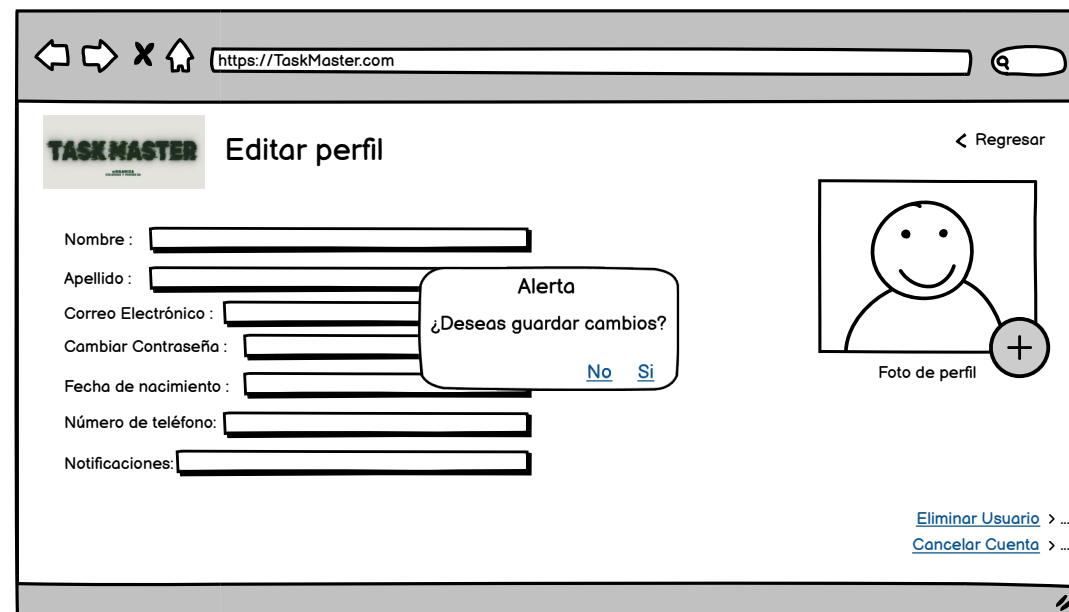 https://TaskMaster.com
TASK MASTER
Editar perfil
Regresar
Nombre :
Apellido :
Correo Electrónico :
Cambiar Contraseña :
Fecha de nacimiento :
Número de teléfono:
Notificaciones:
Alerta
¿Deseas guardar cambios?
No Si
Foto de perfil
Eliminar Usuario > ...
Cancelar Cuenta > ...